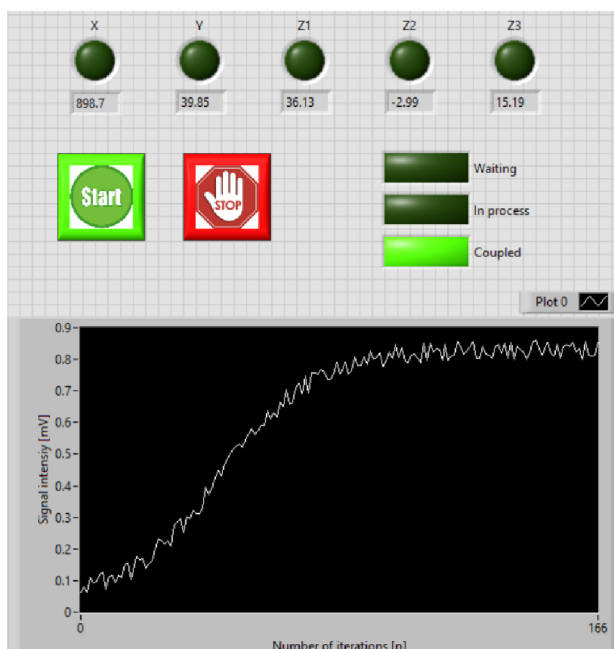 X Y Z1 Z2 Z3
898.7 39.85 36.13 -2.99 15.19
Start STOP
Waiting
In process
Coupled
Plot 0
0.9
0.8
0.7
0.6
0.5
0.4
0.3
0.2
0.1
0
Signal intensiy [mV]
0 166
Number of iterations [n]